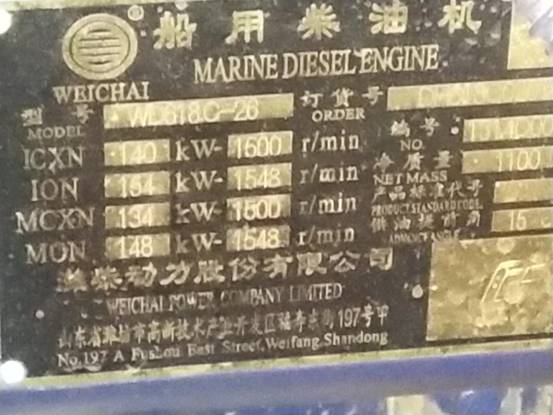 船用柴油机
MARINE DIESEL ENGINE
WEICHAI
型号
MODEL
订货号
ORDER
ICXN 140 kW- 1500 r/min
ION 154 kW- 1548 r/min
MCXN 134 kW- 1500 r/min
MON 148 kW- 1548 r/min
编号
NO.
净质量 1100
NET MASS
产品标准代号
PRODUCT STANDARD CODE
供油提前角 15
ADVANCE ANGLE
潍柴动力股份有限公司
WEICHAI POWER COMPANY LIMITED
山东省潍坊市高新技术产业开发区福寿东街197号甲
No.197 A Fushou East Street, Weifang Shandong